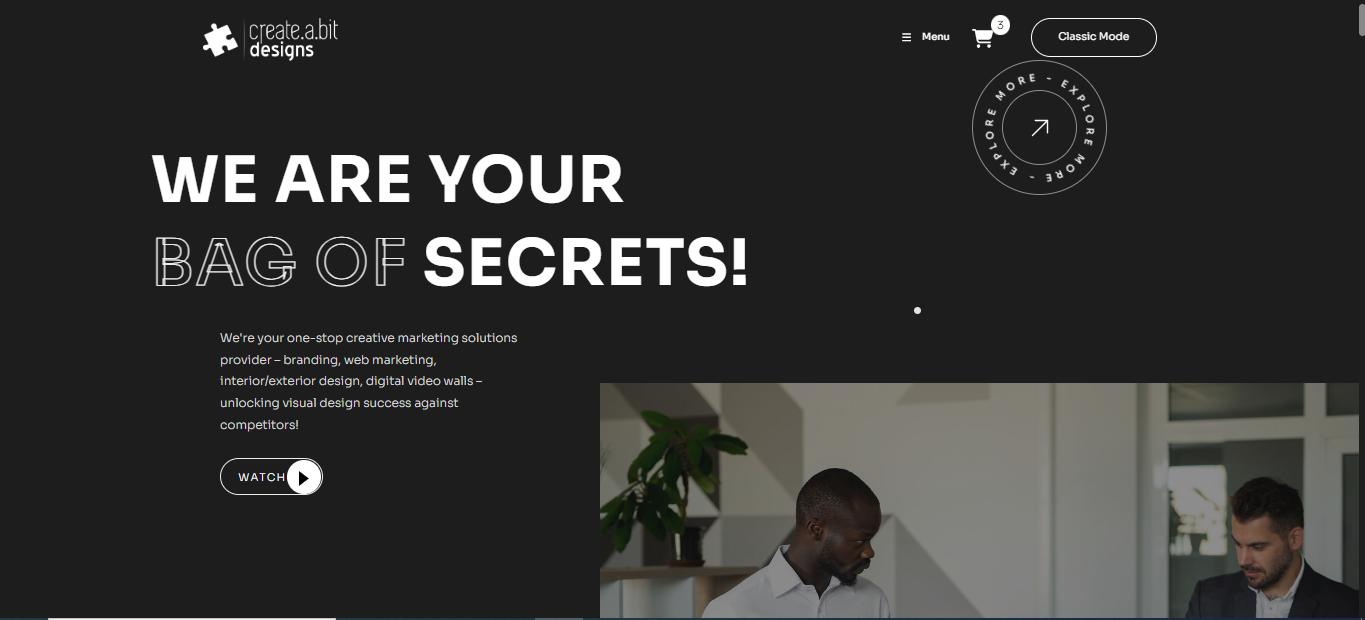 create.a.bit
designs
Menu
3
Classic Mode
EXPLORE MORE - EXPLORE MORE -
WE ARE YOUR
BAG OF SECRETS!
We're your one-stop creative marketing solutions
provider – branding, web marketing,
interior/exterior design, digital video walls –
unlocking visual design success against
competitors!
WATCH